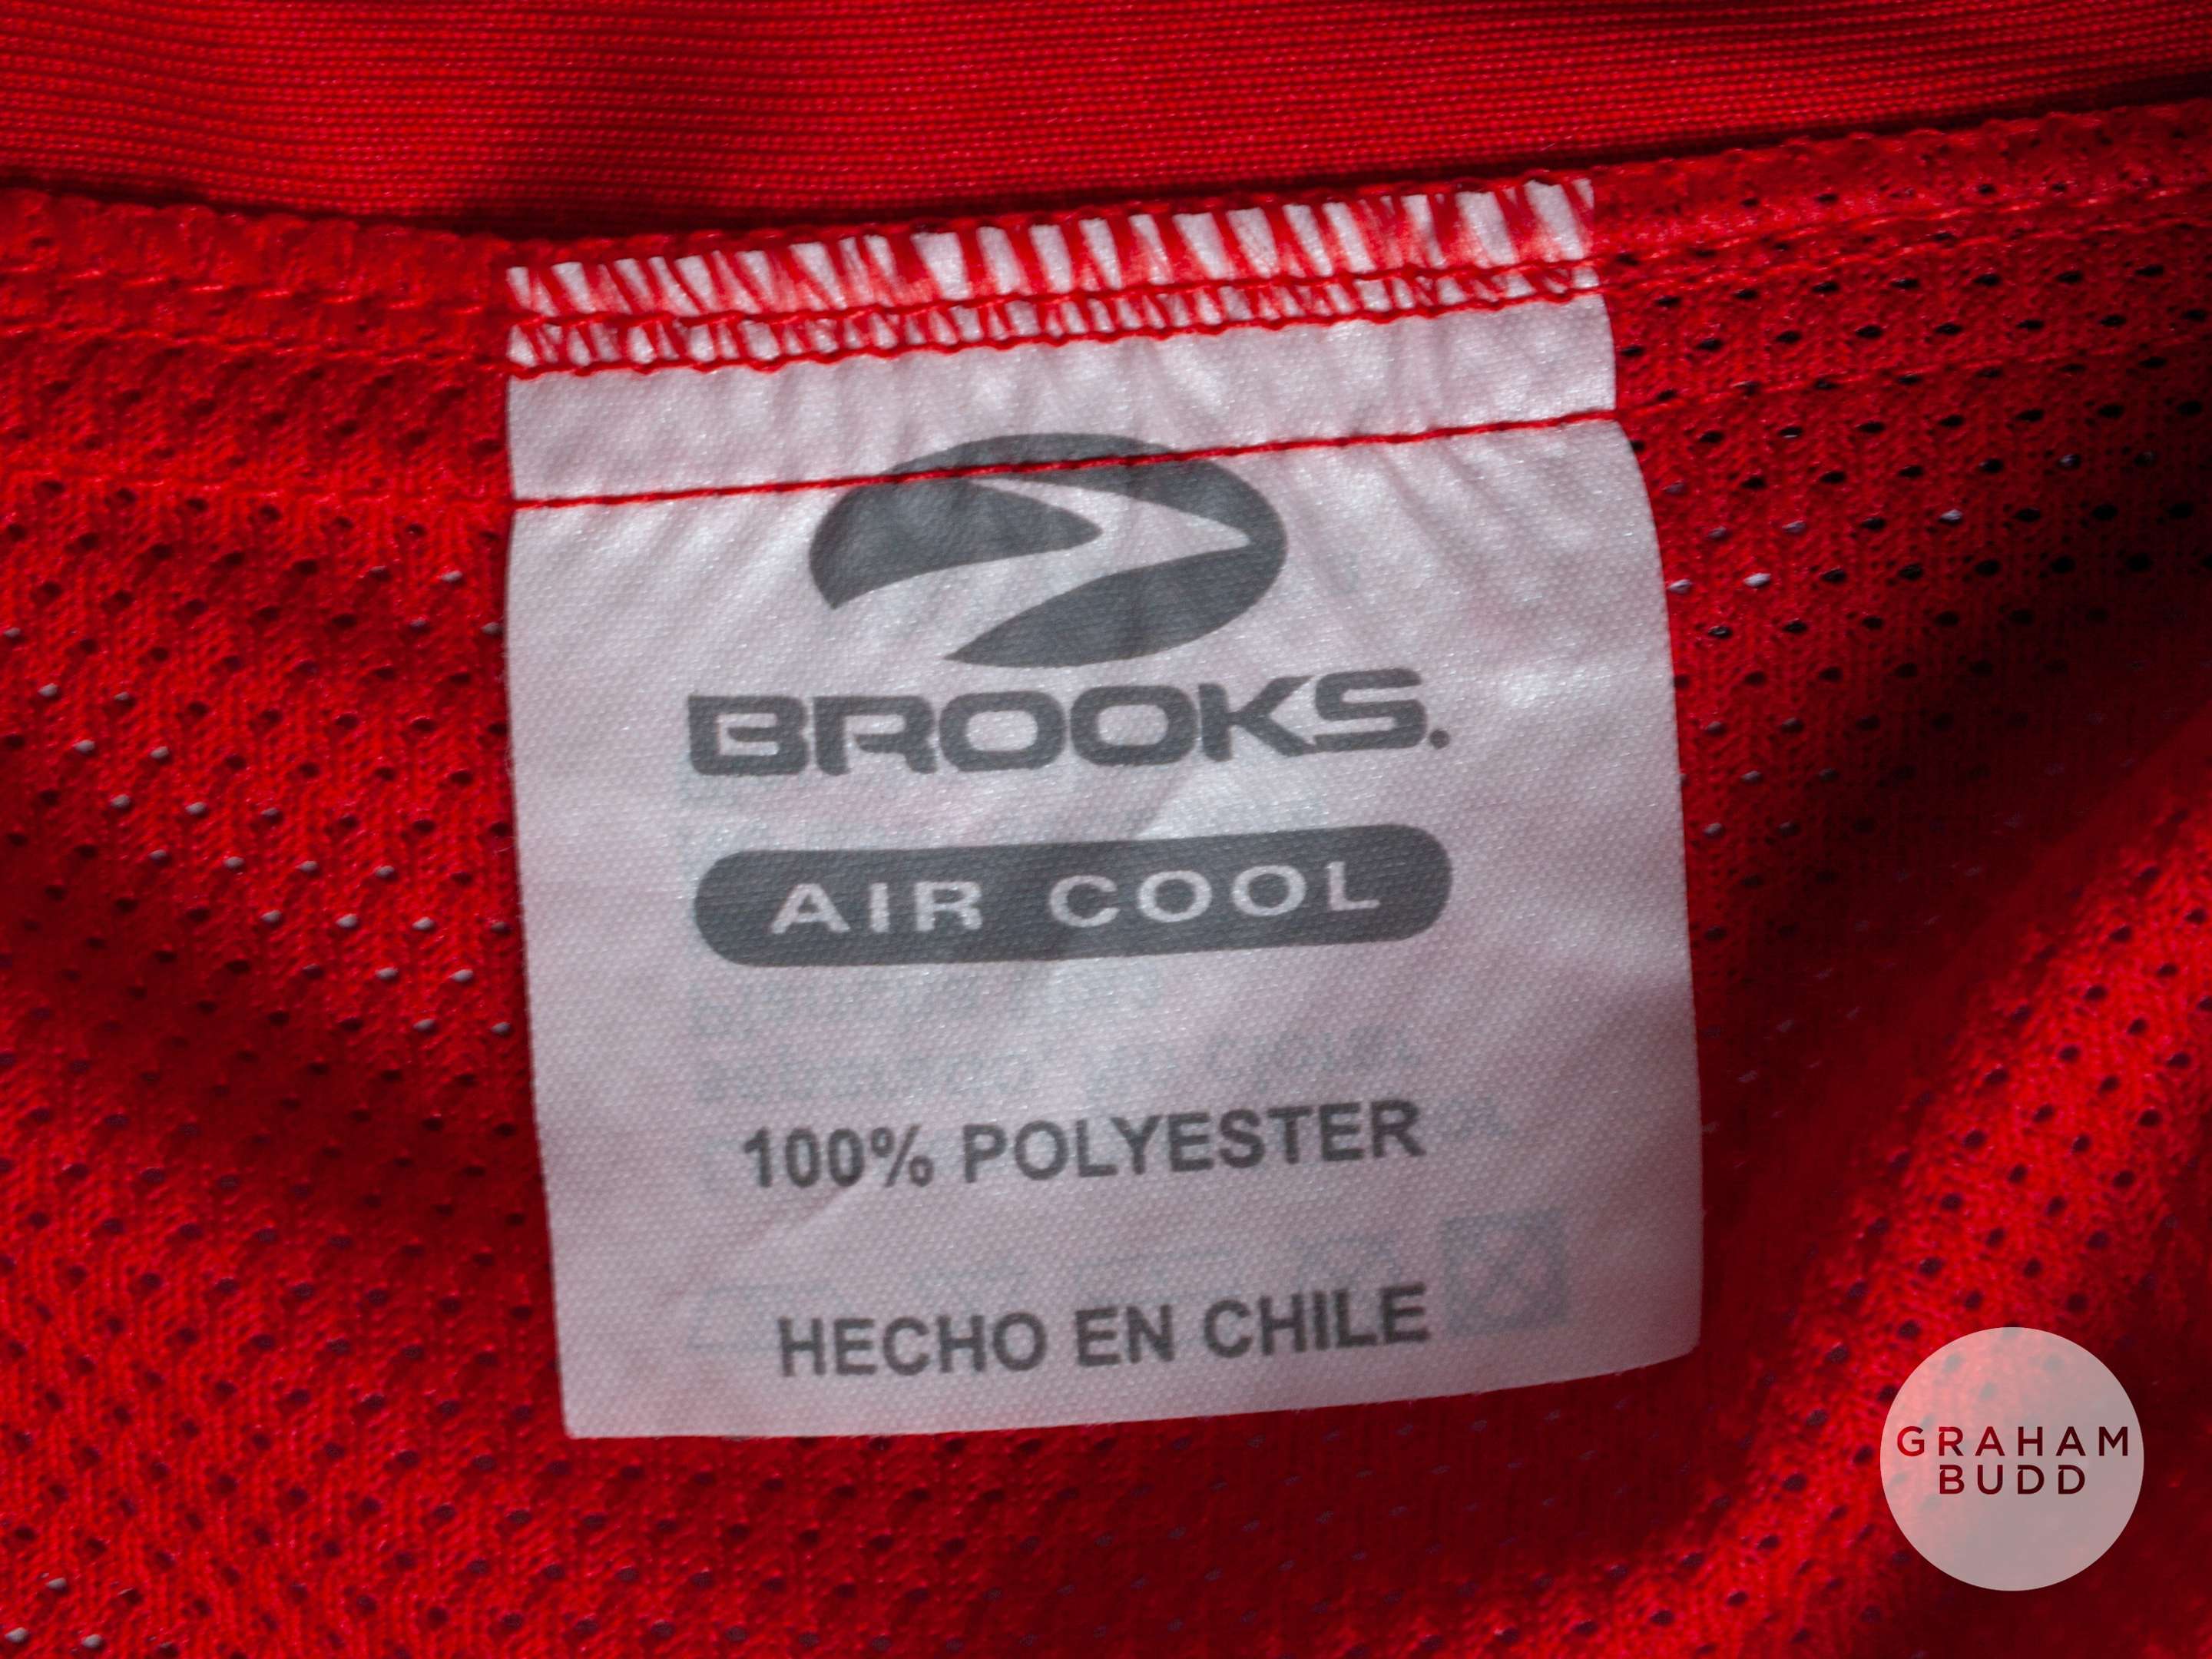 BROOKS.
AIR COOL
100% POLYESTER
HECHO EN CHILE
GRAHAM
BUDD